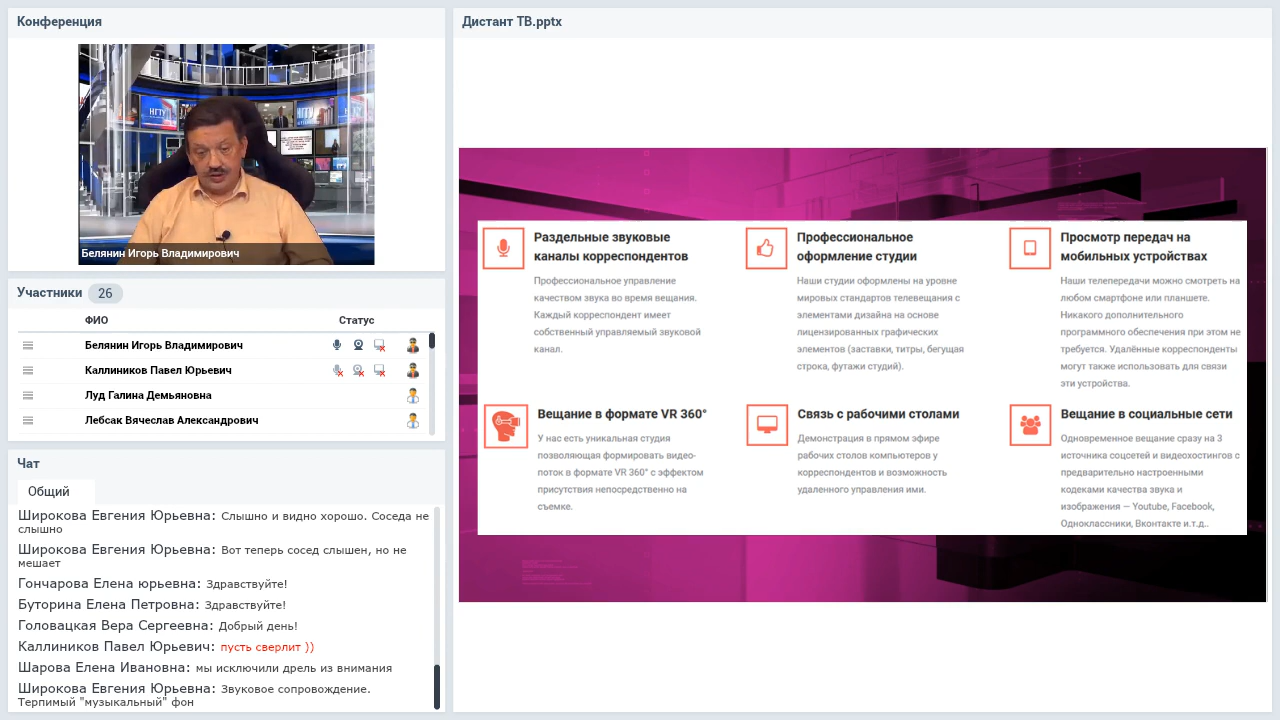 Конференция
НГТУ
НГТУ
Белянин Игорь Владимирович
Участники 26
ФИО Статус
Белянин Игорь Владимирович
Каллиников Павел Юрьевич
Луд Галина Демьяновна
Лебсак Вячеслав Александрович
Чат
Общий
Широкова Евгения Юрьевна: Слышно и видно хорошо. Соседа не
слышно
Широкова Евгения Юрьевна: Вот теперь сосед слышен, но не
мешает
Гончарова Елена юрьевна: Здравствуйте!
Буторина Елена Петровна: Здравствуйте!
Головацкая Вера Сергеевна: Добрый день!
Каллиников Павел Юрьевич: пусть сверлит ))
Шарова Елена Ивановна: мы исключили дрель из внимания
Широкова Евгения Юрьевна: Звуковое сопровождение.
Терпимый "музыкальный" фон
Дистант ТВ.pptx
Раздельные звуковые
каналы корреспондентов
Профессиональное управление
качеством звука во время вещания.
Каждый корреспондент имеет
собственный управляемый звуковой
канал.
Профессиональное
оформление студии
Наши студии оформлены на уровне
мировых стандартов телевещания с
элементами дизайна на основе
лицензированных графических
элементов (заставки, титры, бегущая
строка, футажи студий).
Просмотр передач на
мобильных устройствах
Наши телепередачи можно смотреть на
любом смартфоне или планшете.
Никакого дополнительного
программного обеспечения при этом не
требуется. Удалённые корреспонденты
могут также использовать для связи
эти устройства.
Вещание в формате VR 360°
У нас есть уникальная студия
позволяющая формировать видео-
поток в формате VR 360° с эффектом
присутствия непосредственно на
съемке.
Связь с рабочими столами
Демонстрация в прямом эфире
рабочих столов компьютеров у
корреспондентов и возможность
удаленного управления ими.
Вещание в социальные сети
Одновременное вещание сразу на 3
источника соцсетей и видеохостингов с
предварительно настроенными
кодеками качества звука и
изображения — Youtube, Facebook,
Одноклассники, Вконтакте и.т.д..